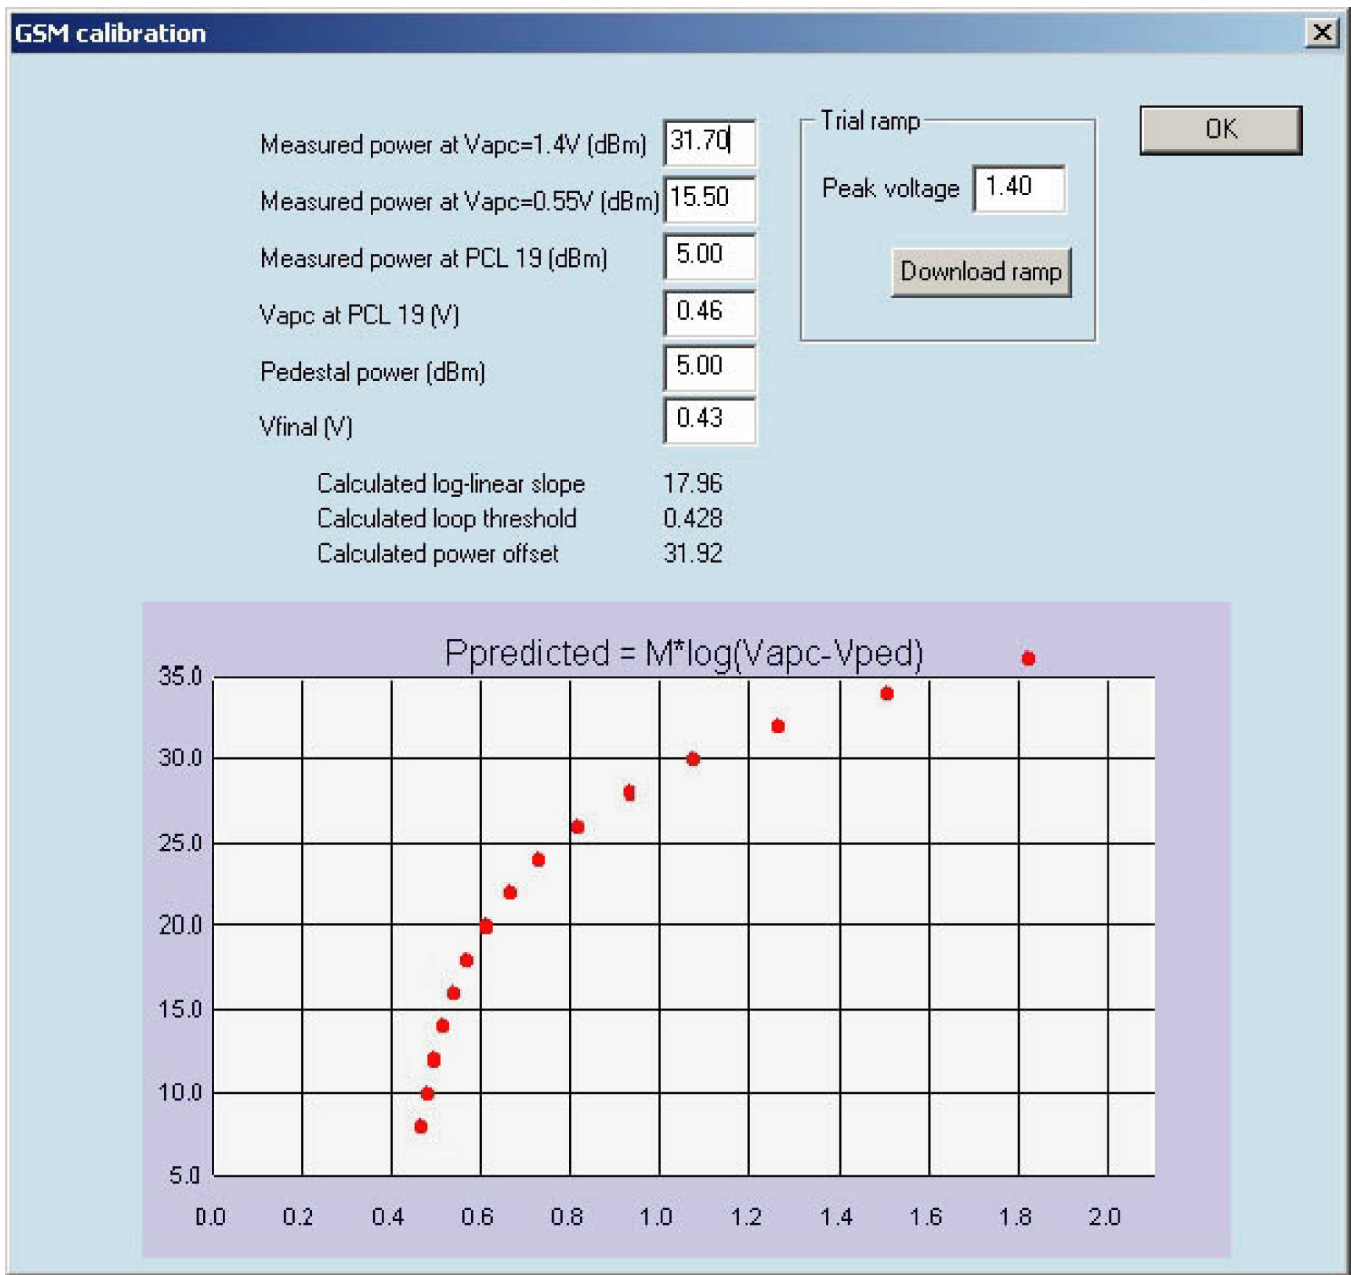 GSM calibration
Measured power at Vapc=1.4V (dBm) 31.70
Measured power at Vapc=0.55V (dBm) 15.50
Measured power at PCL 19 (dBm) 5.00
Vapc at PCL 19 (V) 0.46
Pedestal power (dBm) 5.00
Vfinal (V) 0.43
Trial ramp
Peak voltage 1.40
Download ramp
OK
Calculated log-linear slope 17.96
Calculated loop threshold 0.428
Calculated power offset 31.92
Ppredicted = M*log(Vapc-Vped)
35.0
30.0
25.0
20.0
15.0
10.0
5.0
0.0 0.2 0.4 0.6 0.8 1.0 1.2 1.4 1.6 1.8 2.0